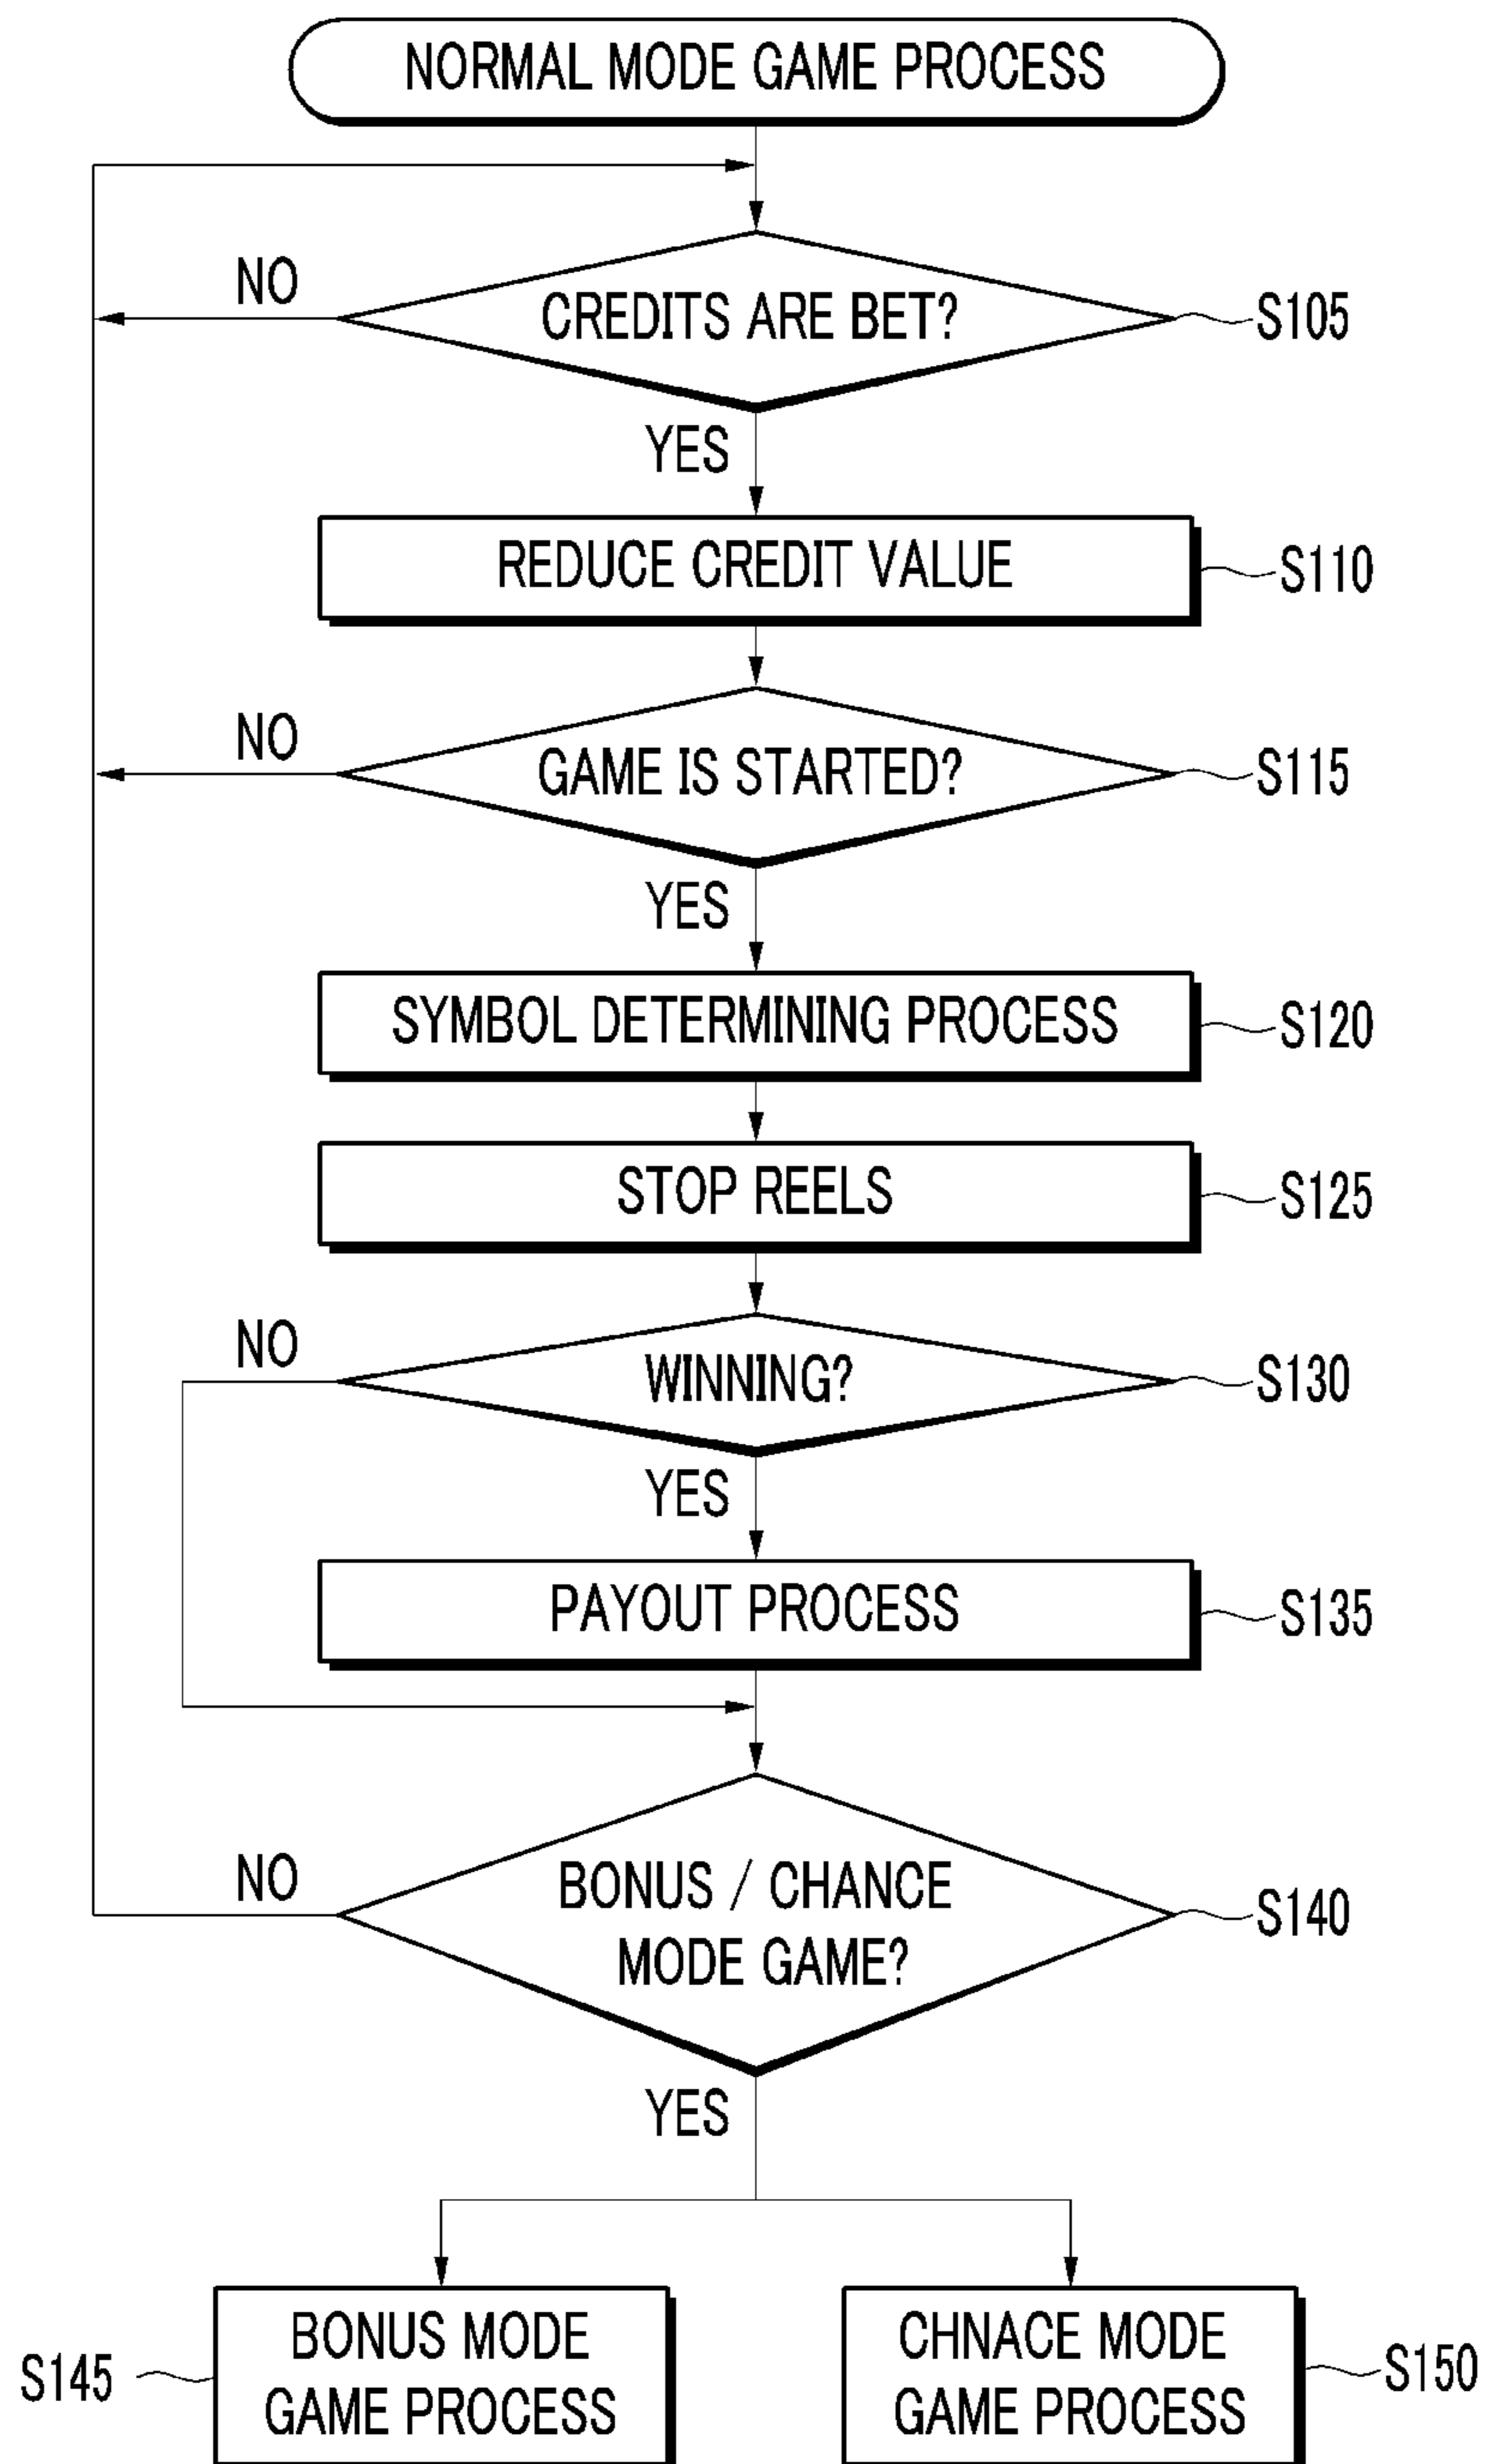 NORMAL MODE GAME PROCESS
NO
CREDITS ARE BET?
S105
YES
REDUCE CREDIT VALUE
S110
NO
GAME IS STARTED?
S115
YES
SYMBOL DETERMINING PROCESS
S120
STOP REELS
S125
NO
WINNING?
S130
YES
PAYOUT PROCESS
S135
NO
BONUS / CHANCE
MODE GAME?
S140
YES
S145
BONUS MODE
GAME PROCESS
CHNACE MODE
GAME PROCESS
S150